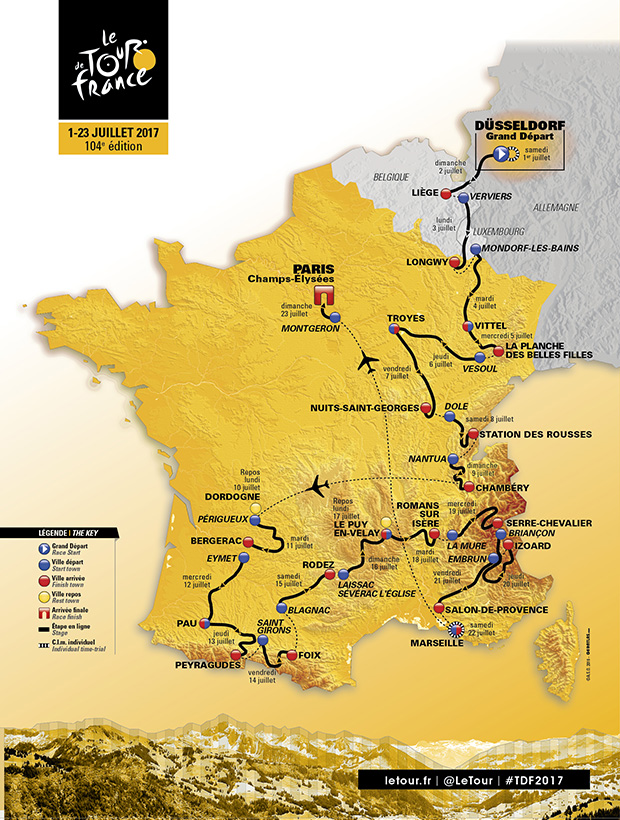 Le
de TOUR
france
1-23 JUILLET 2017
104e édition
DÜSSELDORF
Grand Départ
samedi
1er juillet
dimanche
2 juillet
BELGIQUE
LIÈGE
VERVIERS
ALLEMAGNE
lundi
3 juillet
LUXEMBOURG
MONDORF-LES-BAINS
LONGWY
PARIS
Champs-Elysées
dimanche
23 juillet
MONTGERON
mardi
4 juillet
TROYES
VITTEL
mercredi 5 juillet
LA PLANCHE
DES BELLES FILLES
jeudi
6 juillet
VESOUL
vendredi
7 juillet
NUITS-SAINT-GEORGES
DOLE
samedi 8 juillet
STATION DES ROUSSES
NANTUA
dimanche
9 juillet
CHAMBÉRY
Repos
lundi
10 juillet
DORDOGNE
PÉRIGUEUX
BERGERAC
mardi
11 juillet
EYMET
Repos
lundi
17 juillet
LE PUY
EN-VELAY
ROMANS
SUR
ISÈRE
mercredi
19 juillet
SERRE-CHEVALIER
BRIANÇON
LA MURE
IZOARD
EMBRUN
mardi
18 juillet
dimanche
16 juillet
RODEZ
LAISSAC
SÉVÉRAC L'ÉGLISE
samedi
15 juillet
BLAGNAC
mercredi
12 juillet
vendredi
21 juillet
jeudi
20 juillet
SALON-DE-PROVENCE
MARSEILLE
samedi
22 juillet
PAU
jeudi
13 juillet
SAINT
GIRONS
PEYRAGUDES
FOIX
vendredi
14 juillet
LÉGENDE | THE KEY
Grand Départ
Race Start
Ville départ
Start town
Ville arrivée
Finish town
Ville repos
Rest town
Arrivée finale
Race finish
Étape en ligne
Stage
C.l.m. individuel
Individual time-trial
letour.fr | @LeTour | #TDF2017